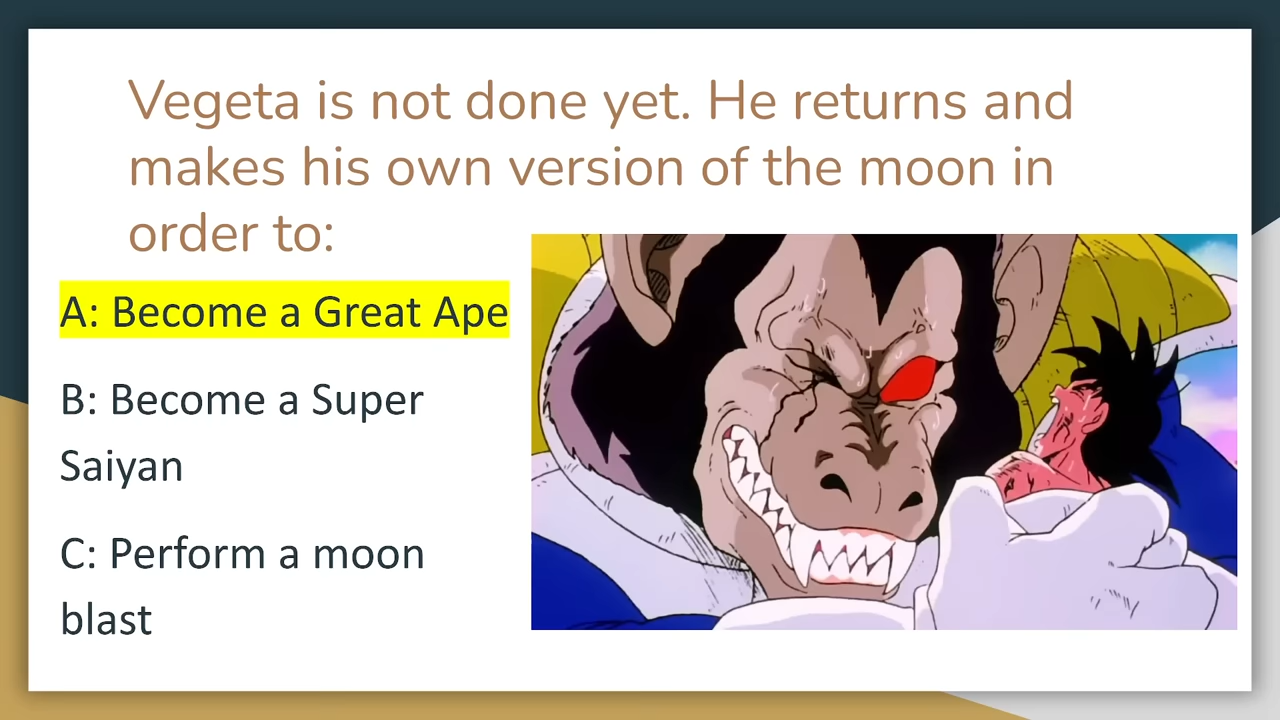 Vegeta is not done yet. He returns and
makes his own version of the moon in
order to:
A: Become a Great Ape
B: Become a Super
Saiyan
C: Perform a moon
blast